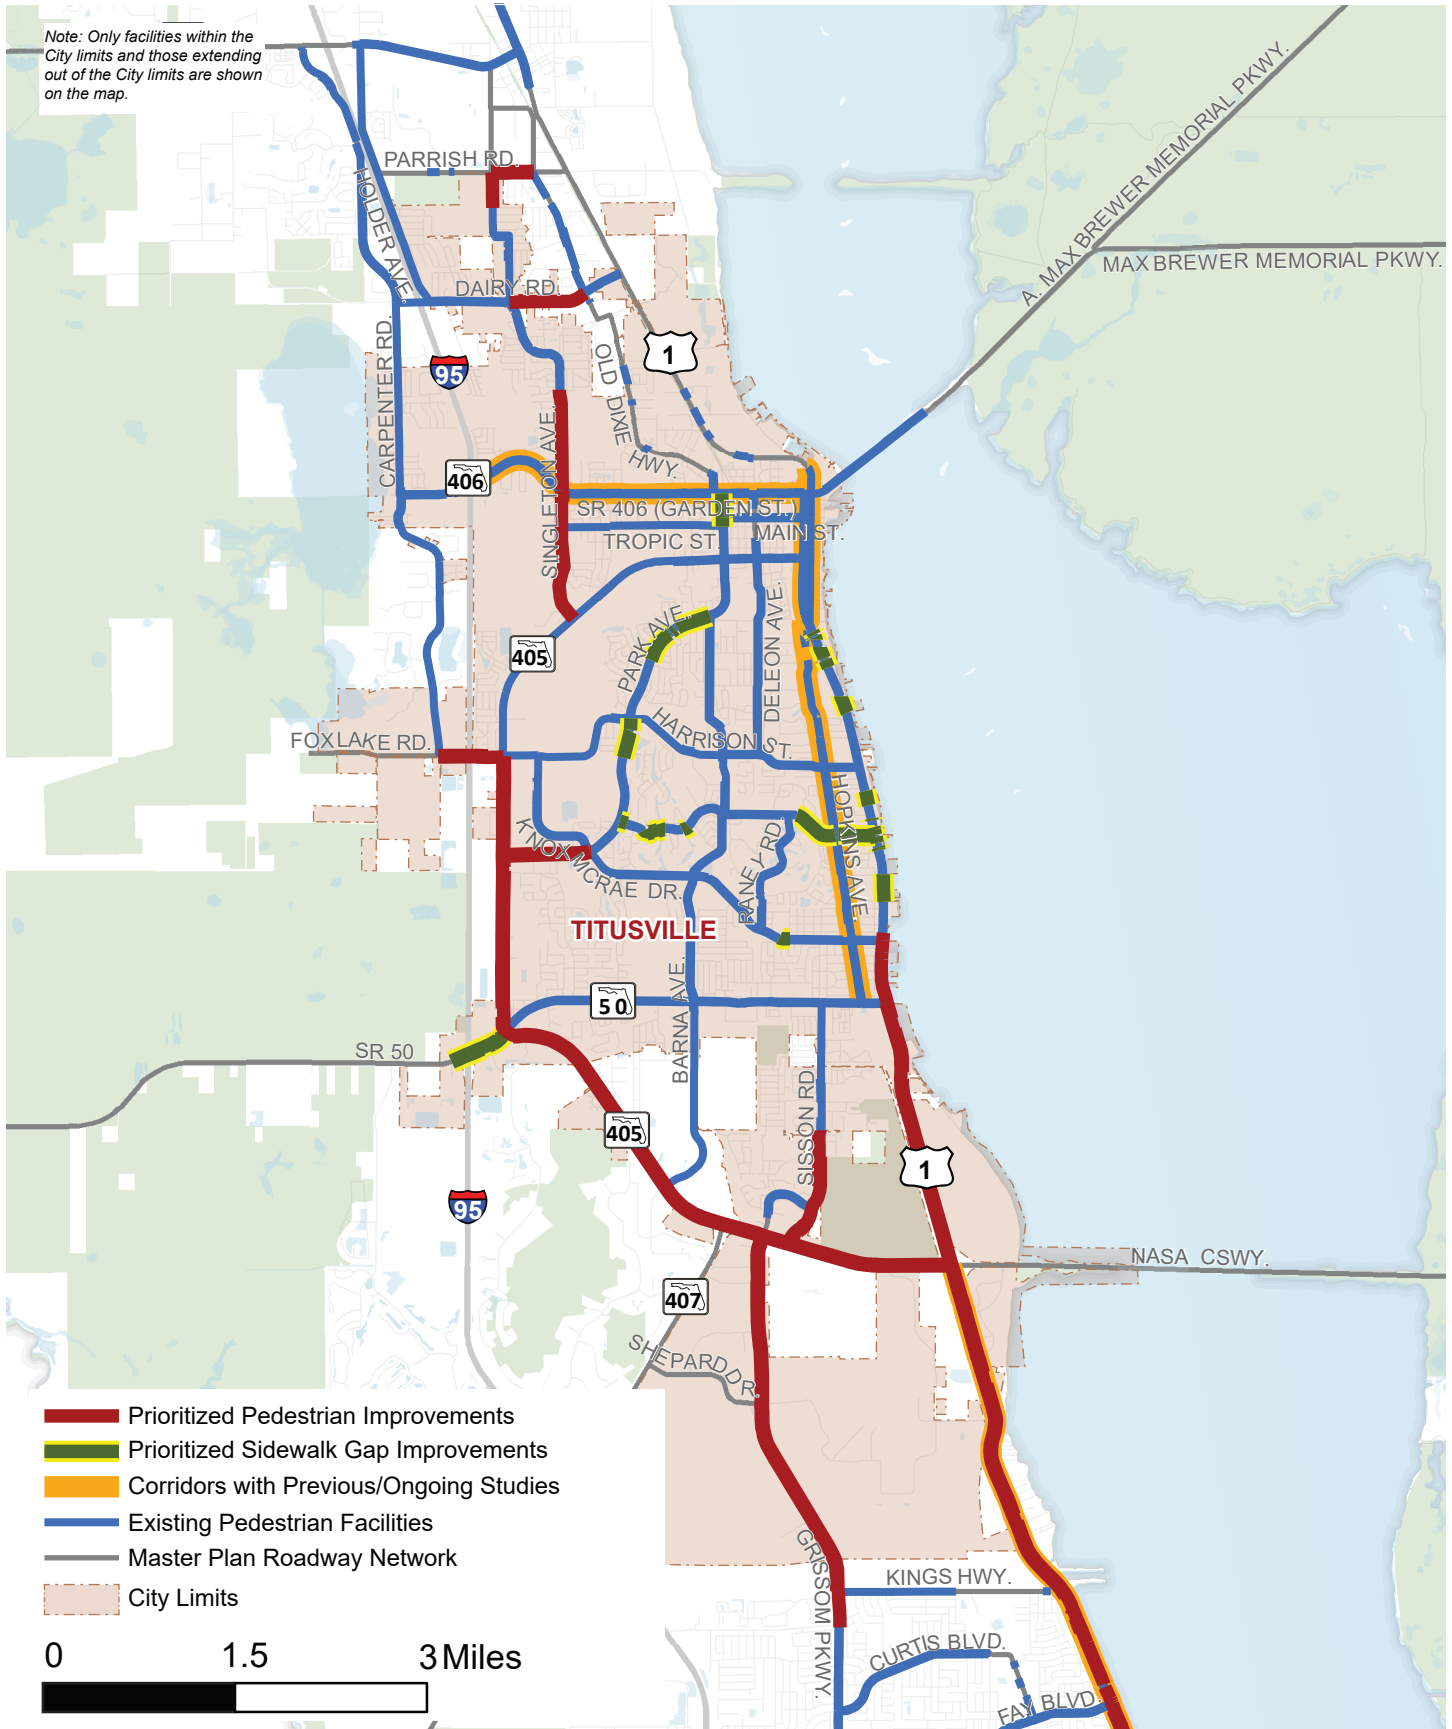 Note: Only facilities within the
City limits and those extending
out of the City limits are shown
on the map.
PARRISH RD.
HOLDER AVE.
DAIRY RD.
CARPENTER RD.
95
OLD DIXIE
HWY.
1
A. MAX BREWER MEMORIAL PKWY.
MAX BREWER MEMORIAL PKWY.
406
SINGLETON AVE.
SR 406 (GARDEN ST.)
MAIN ST.
TROPIC ST.
405
PARK AVE.
DELEON AVE.
HARRISON ST.
FOX LAKE RD.
HOPKINS AVE.
KNOX MCRAE DR.
RANEY RD.
TITUSVILLE
50
BARNA AVE.
SR 50
SISSON RD.
405
1
95
NASA CSWY.
407
SHEPARD DR.
GRISSOM PKWY.
KINGS HWY.
CURTIS BLVD.
FAY BLVD.
Prioritized Pedestrian Improvements
Prioritized Sidewalk Gap Improvements
Corridors with Previous/Ongoing Studies
Existing Pedestrian Facilities
Master Plan Roadway Network
City Limits
0 1.5 3 Miles